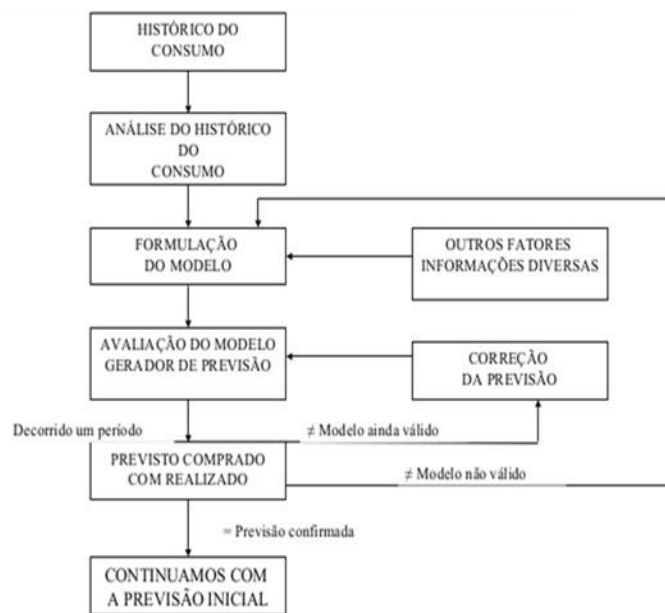 HISTÓRICO DO
CONSUMO
ANÁLISE DO HISTÓRICO
DO
CONSUMO
FORMULAÇÃO
DO MODELO
OUTROS FATORES
INFORMAÇÕES DIVERSAS
AVALIAÇÃO DO MODELO
GERADOR DE PREVISÃO
CORREÇÃO
DA PREVISÃO
Decorrido um período
≠ Modelo ainda válido
PREVISTO COMPRADO
COM REALIZADO
≠ Modelo não válido
= Previsão confirmada
CONTINUAMOS COM
A PREVISÃO INICIAL